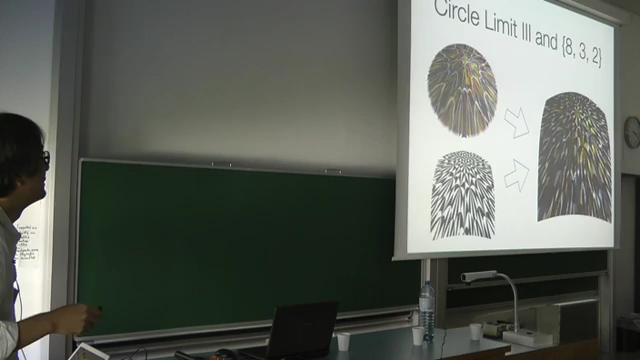 Circle Limit III and {8, 3, 2}